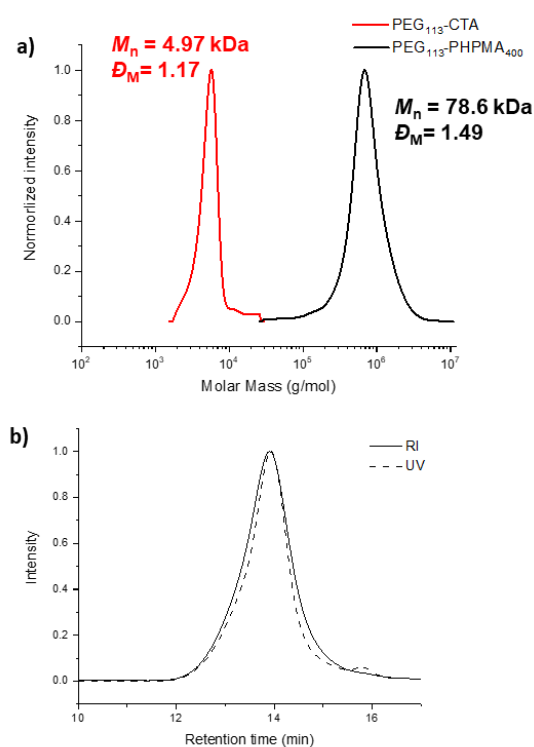 a)
PEG₁₁₃-CTA
PEG₁₁₃-PHPMA₄₀₀
Mₙ = 4.97 kDa
Đ_M= 1.17
Mₙ = 78.6 kDa
Đ_M= 1.49
Normorlized intensity
1.0
0.8
0.6
0.4
0.2
0.0
10² 10³ 10⁴ 10⁵ 10⁶ 10⁷
Molar Mass (g/mol)
b)
RI
UV
Intensity
1.0
0.8
0.6
0.4
0.2
0.0
10 12 14 16
Retention time (min)